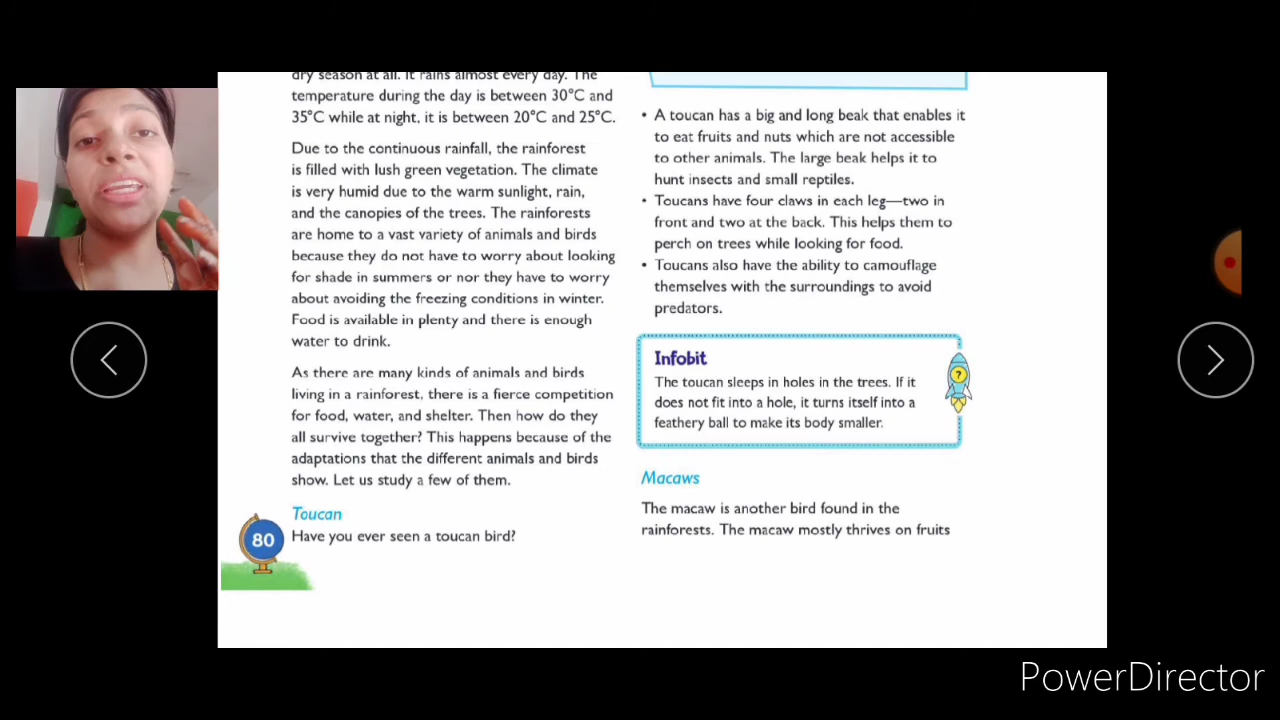 dry season at all. It rains almost every day. The
temperature during the day is between 30°C and
35°C while at night, it is between 20°C and 25°C.
Due to the continuous rainfall, the rainforest
is filled with lush green vegetation. The climate
is very humid due to the warm sunlight, rain,
and the canopies of the trees. The rainforests
are home to a vast variety of animals and birds
because they do not have to worry about looking
for shade in summers or nor they have to worry
about avoiding the freezing conditions in winter.
Food is available in plenty and there is enough
water to drink.
As there are many kinds of animals and birds
living in a rainforest, there is a fierce competition
for food, water, and shelter. Then how do they
all survive together? This happens because of the
adaptations that the different animals and birds
show. Let us study a few of them.
Toucan
Have you ever seen a toucan bird?
80
• A toucan has a big and long beak that enables it
to eat fruits and nuts which are not accessible
to other animals. The large beak helps it to
hunt insects and small reptiles.
• Toucans have four claws in each leg—two in
front and two at the back. This helps them to
perch on trees while looking for food.
• Toucans also have the ability to camouflage
themselves with the surroundings to avoid
predators.
Infobit
The toucan sleeps in holes in the trees. If it
does not fit into a hole, it turns itself into a
feathery ball to make its body smaller.
?
Macaws
The macaw is another bird found in the
rainforests. The macaw mostly thrives on fruits
PowerDirector